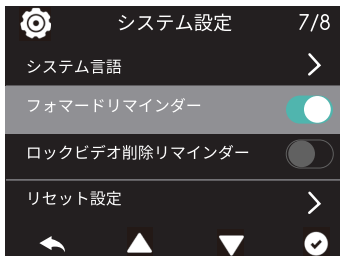 システム設定 7/8
システム言語
フォマードリマインダー
ロックビデオ削除リマインダー
リセット設定